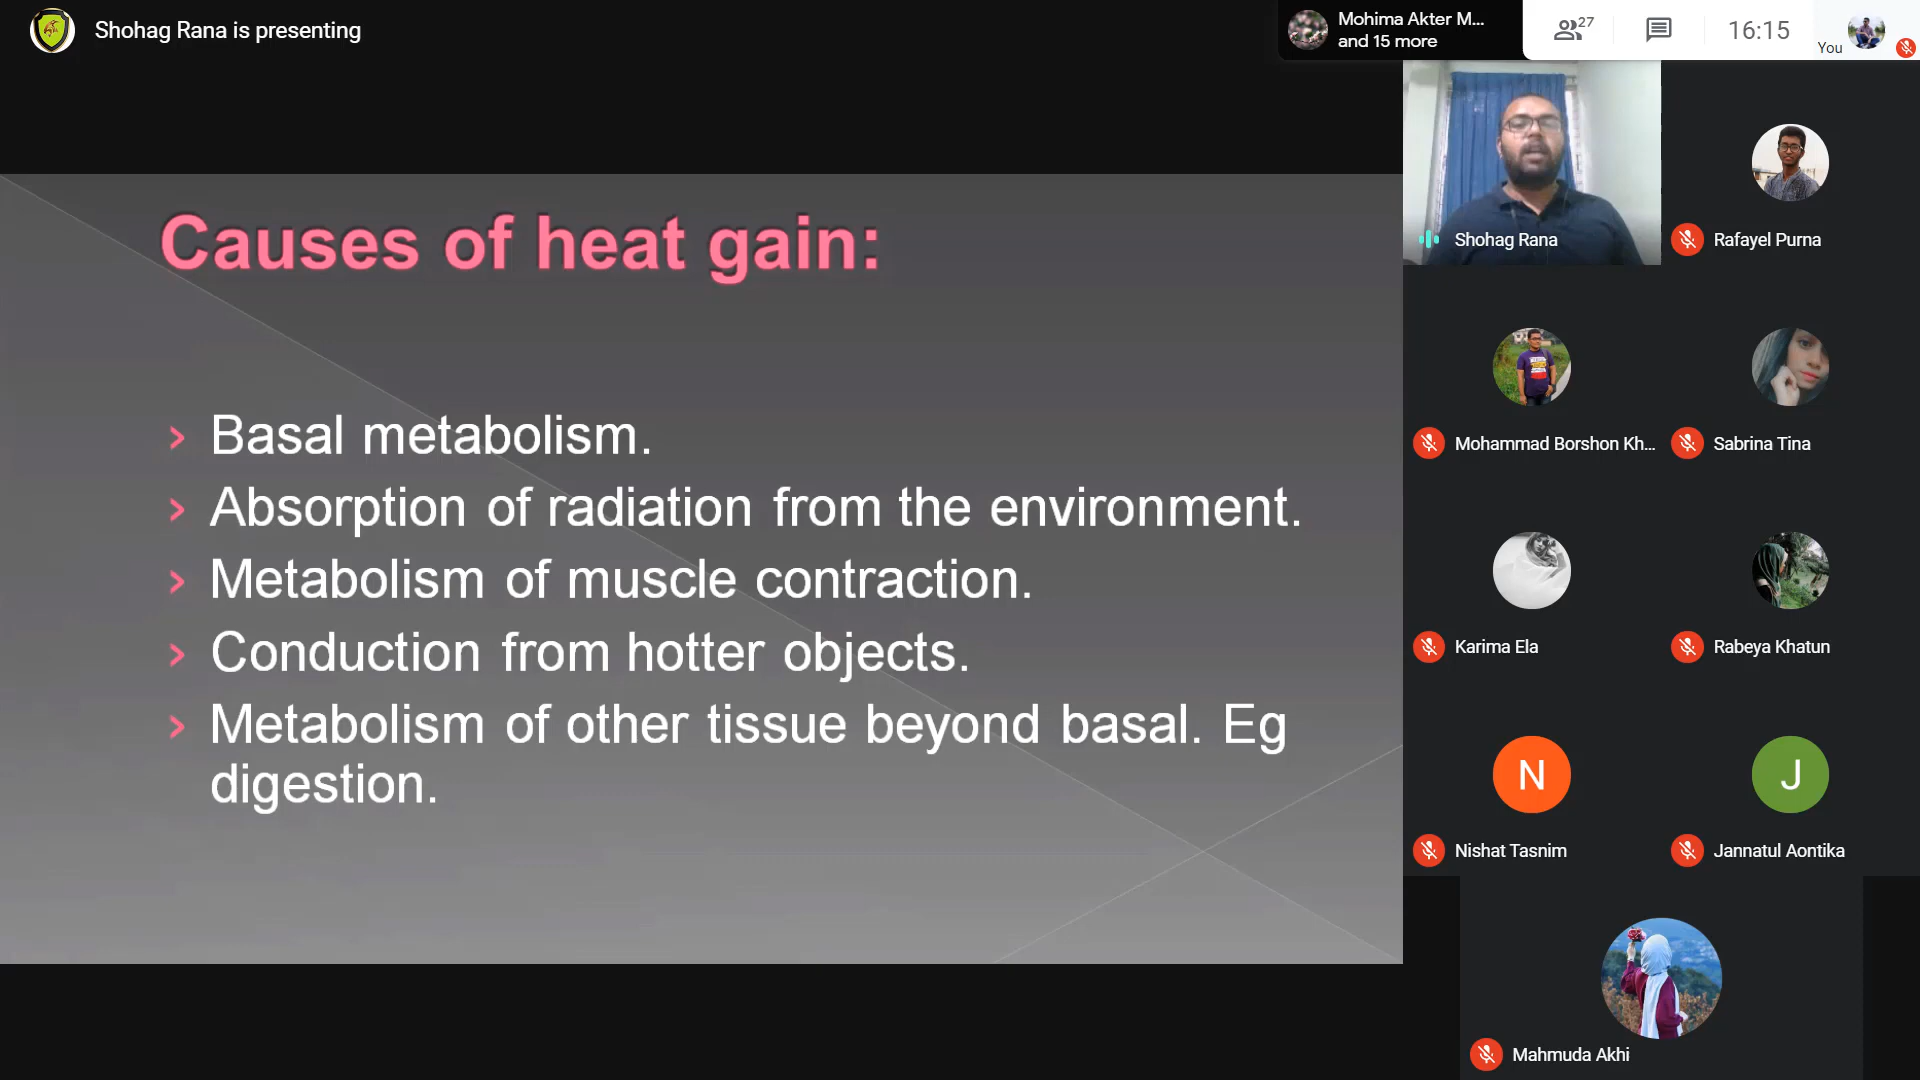 Shohag Rana is presenting
Mohima Akter M...
and 15 more
27
16:15
You
Causes of heat gain:
Basal metabolism.
Absorption of radiation from the environment.
Metabolism of muscle contraction.
Conduction from hotter objects.
Metabolism of other tissue beyond basal. Eg
digestion.
Shohag Rana
Rafayel Purna
Mohammad Borshon Kh...
Sabrina Tina
Karima Ela
Rabeya Khatun
N
J
Nishat Tasnim
Jannatul Aontika
Mahmuda Akhi